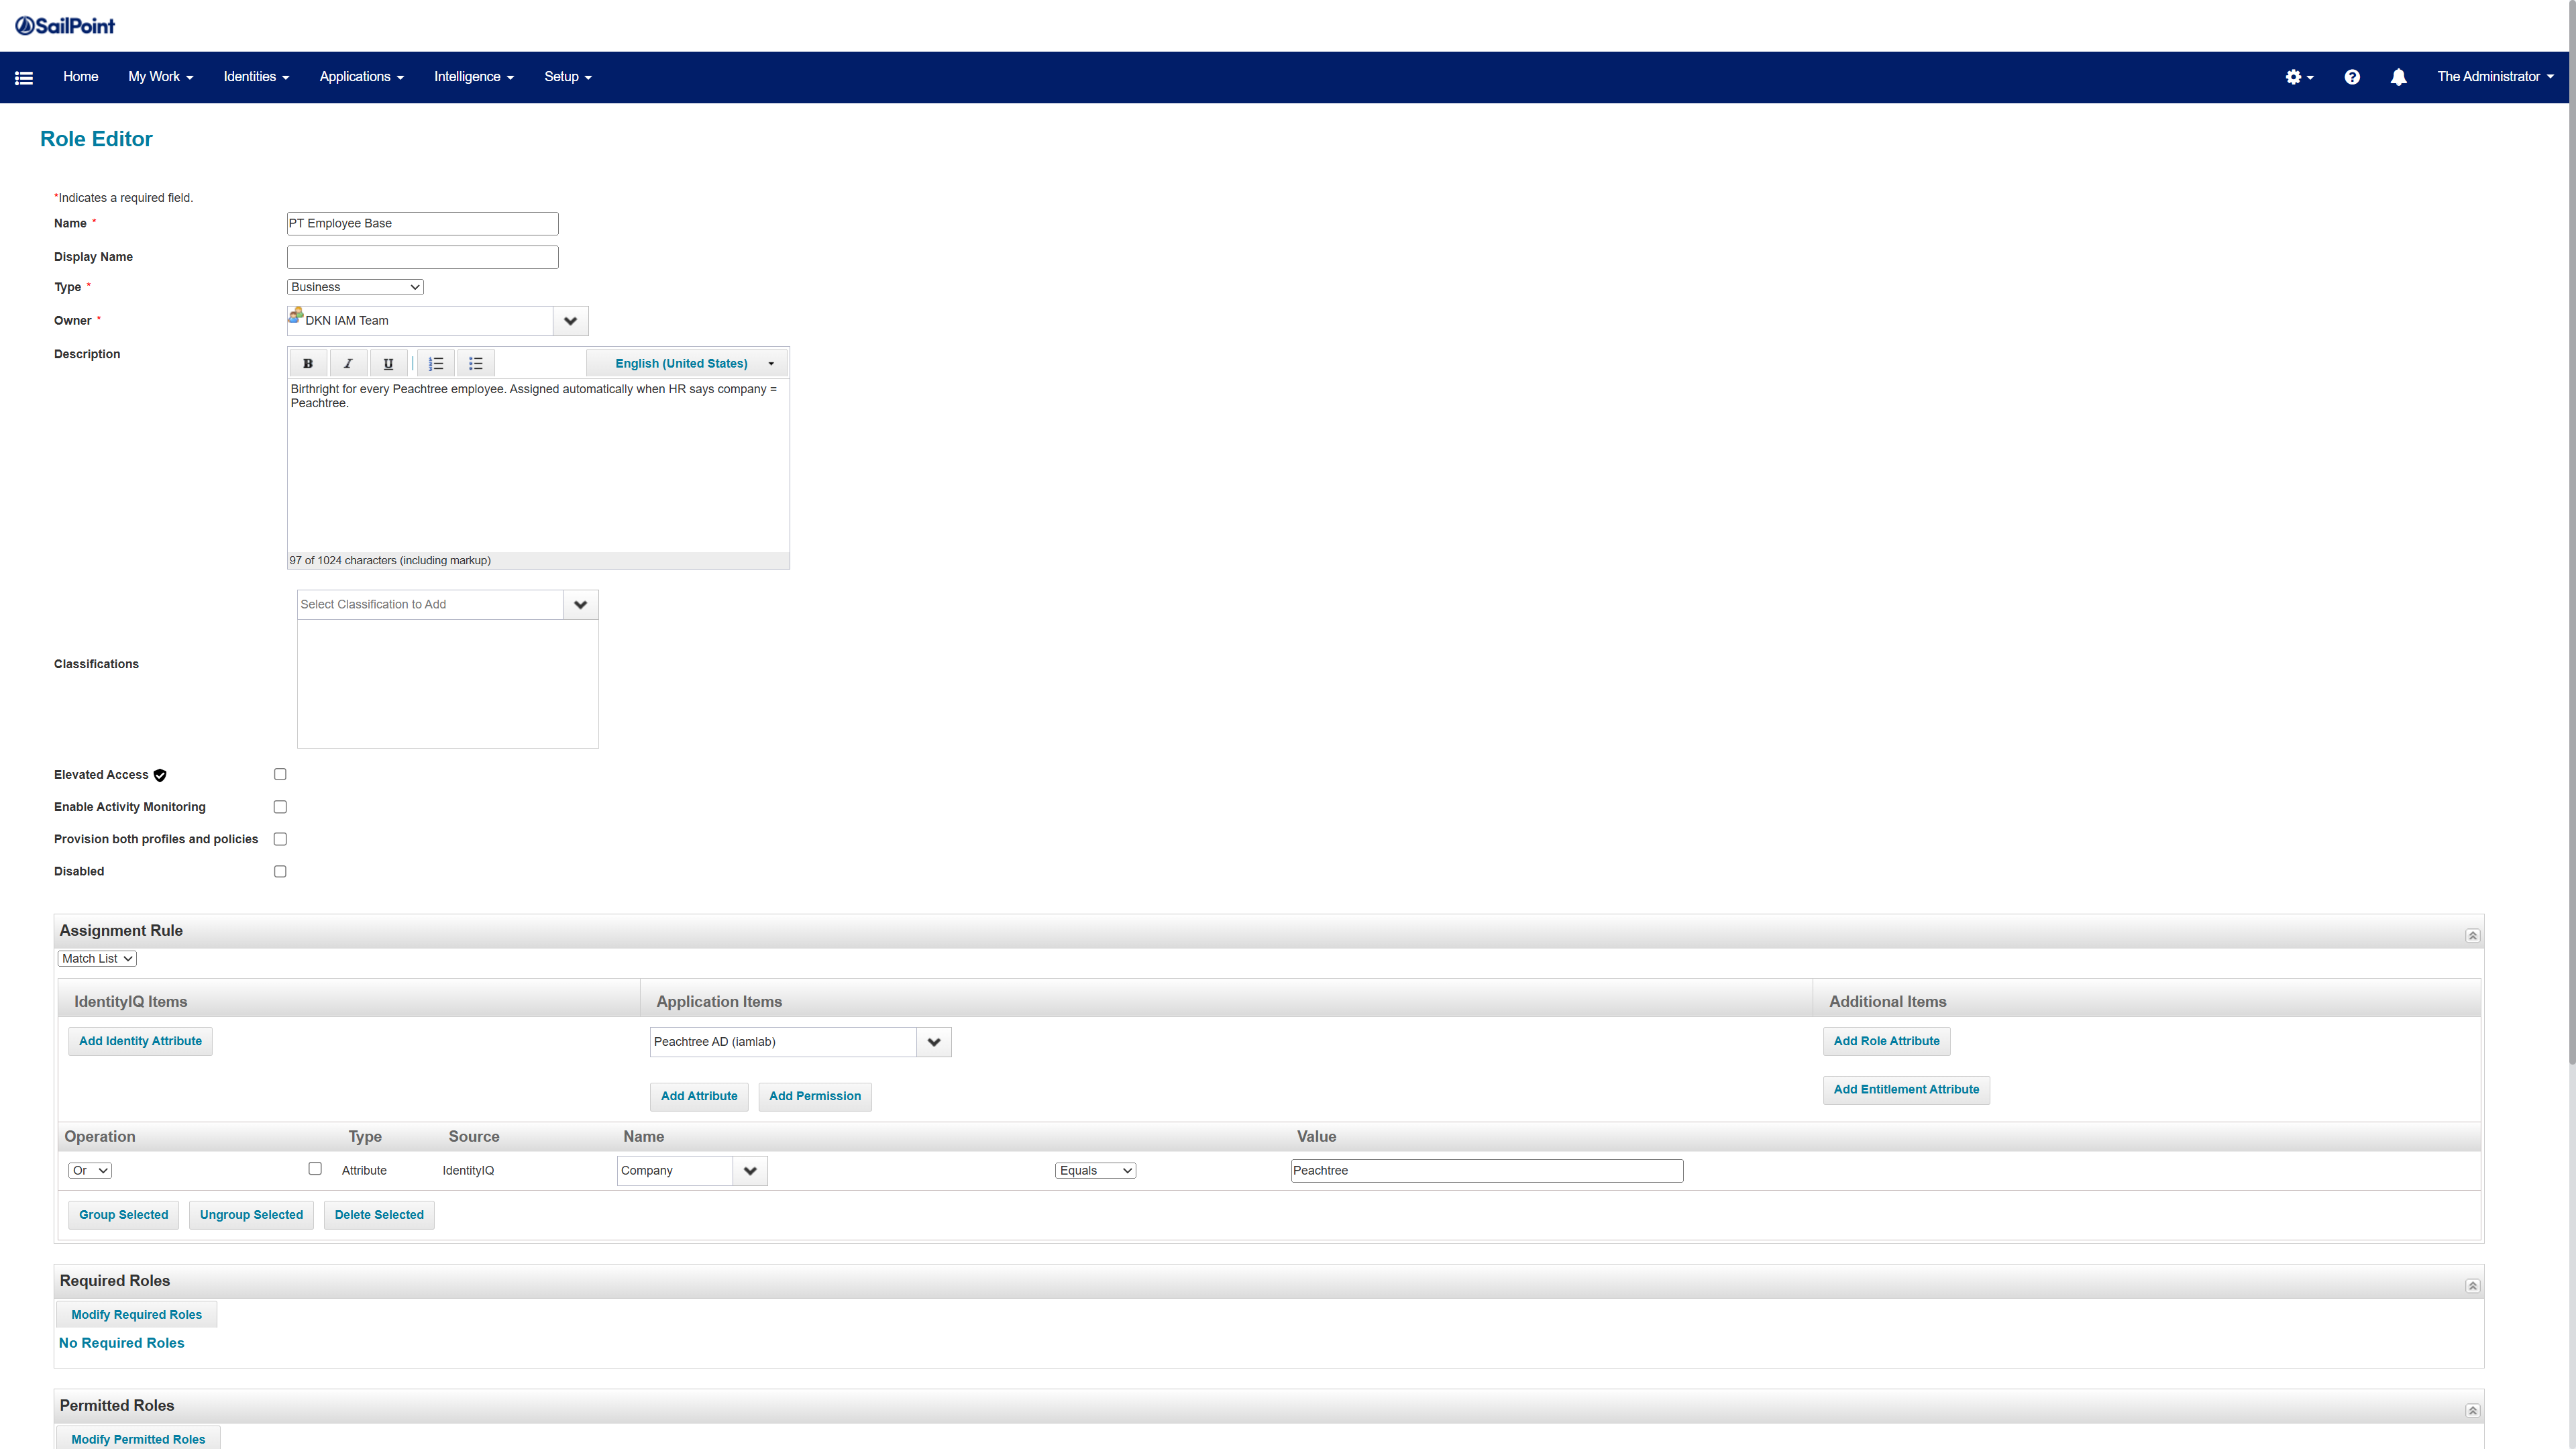 SailPoint
Home My Work Identities Applications Intelligence Setup The Administrator
Role Editor
*Indicates a required field.
Name * PT Employee Base
Display Name
Type * Business
Owner * DKN IAM Team
Description
B I U English (United States)
Birthright for every Peachtree employee. Assigned automatically when HR says company =
Peachtree.
97 of 1024 characters (including markup)
Select Classification to Add
Classifications
Elevated Access
Enable Activity Monitoring
Provision both profiles and policies
Disabled
Assignment Rule
Match List
IdentityIQ Items Application Items Additional Items
Add Identity Attribute Peachtree AD (iamlab) Add Role Attribute
Add Attribute Add Permission Add Entitlement Attribute
Operation Type Source Name Value
Or Attribute IdentityIQ Company Equals Peachtree
Group Selected Ungroup Selected Delete Selected
Required Roles
Modify Required Roles
No Required Roles
Permitted Roles
Modify Permitted Roles